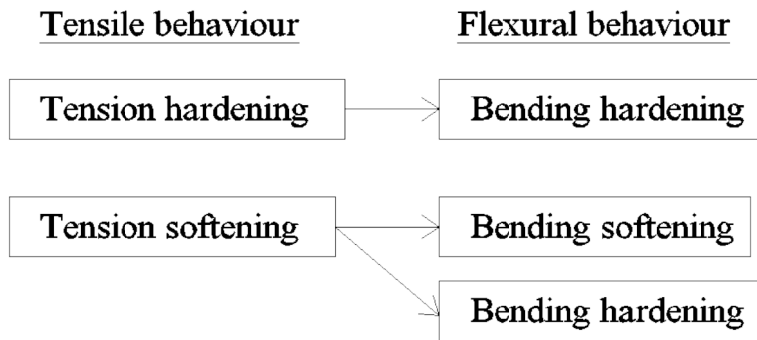 Tensile behaviour
Flexural behaviour
Tension hardening
Bending hardening
Tension softening
Bending softening
Bending hardening